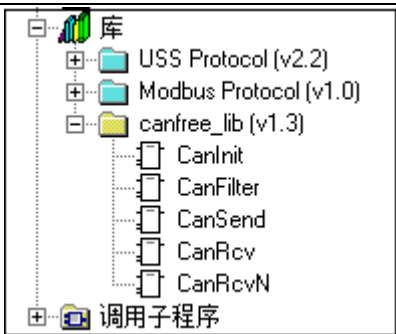 库
USS Protocol (v2.2)
Modbus Protocol (v1.0)
canfree_lib (v1.3)
CanInit
CanFilter
CanSend
CanRcv
CanRcvN
调用子程序